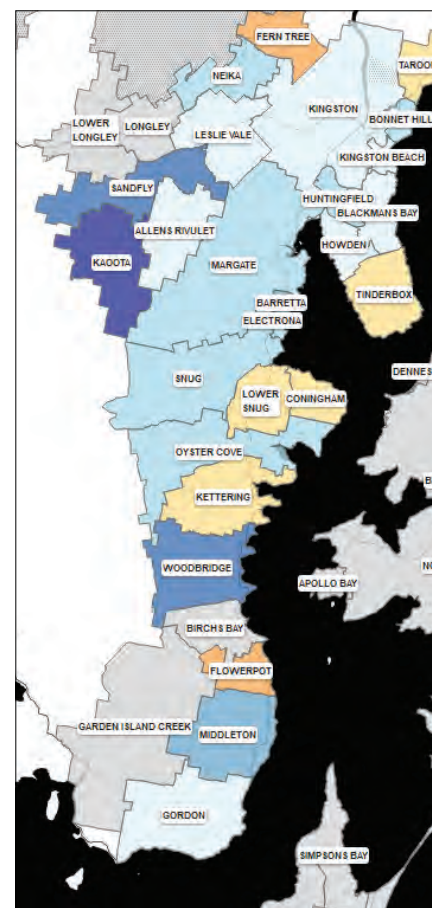 FERN TREE
TAROO
NEIKA
KINGSTON
BONNET HILL
LOWER
LONGLEY
LONGLEY
LESLIE VALE
KINGSTON BEACH
SANDFLY
HUNTINGFIELD
BLACKMANS BAY
ALLENS RIVULET
HOWDEN
KAOOTA
MARGATE
TINDERBOX
BARRETTA
ELECTRONA
DENNES
SNUG
LOWER
SNUG
CONINGHAM
OYSTER COVE
B
KETTERING
WOODBRIDGE
APOLLO BAY
NO
BIRCHS BAY
FLOWERPOT
GARDEN ISLAND CREEK
MIDDLETON
GORDON
SIMPSONS BAY